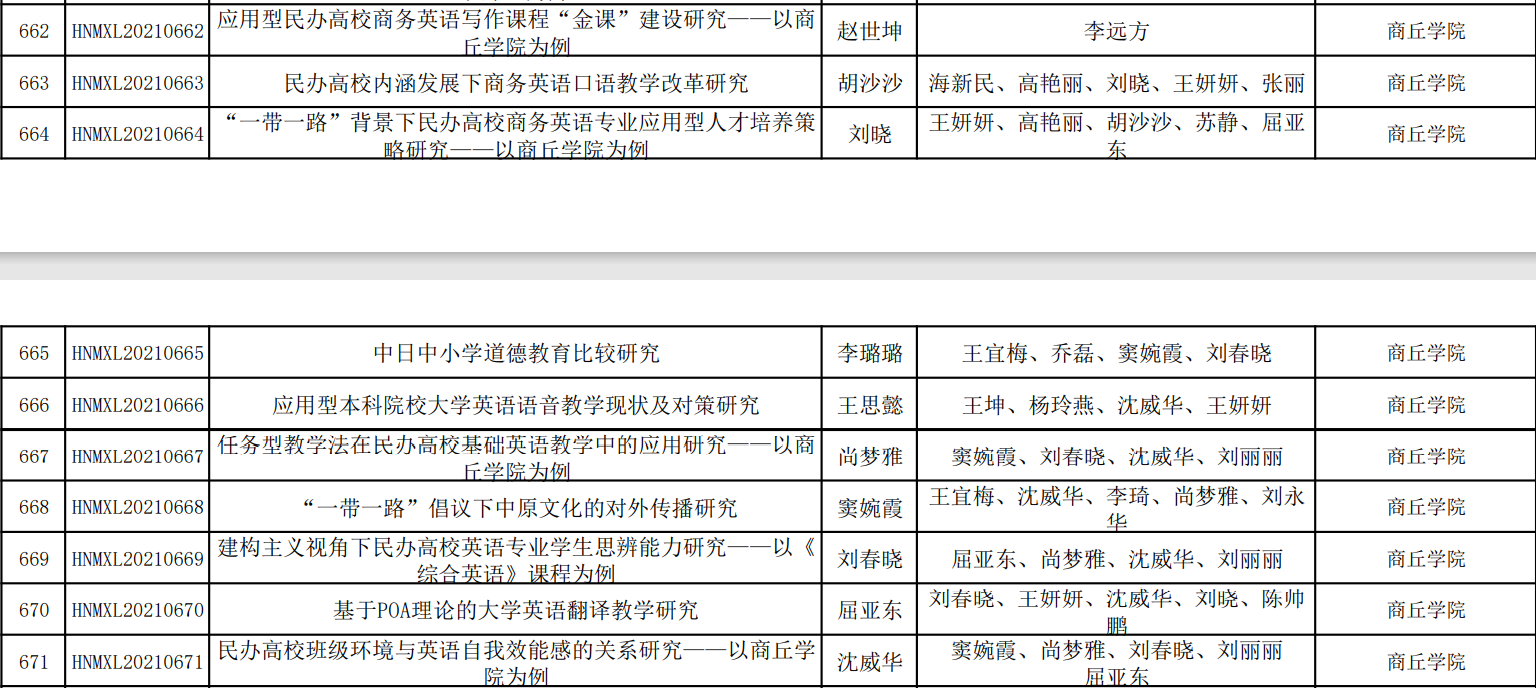 662 HNMXL20210662 应用型民办高校商务英语写作课程“金课”建设研究——以商 赵世坤 李远方 商丘学院
丘学院为例
663 HNMXL20210663 民办高校内涵发展下商务英语口语教学改革研究 胡沙沙 海新民、高艳丽、刘晓、王妍妍、张丽 商丘学院
664 HNMXL20210664 “一带一路”背景下民办高校商务英语专业应用型人才培养策 刘晓 王妍妍、高艳丽、胡沙沙、苏静、屈亚 商丘学院
略研究——以商丘学院为例 东
665 HNMXL20210665 中日中小学道德教育比较研究 李璐璐 王宜梅、乔磊、窦婉霞、刘春晓 商丘学院
666 HNMXL20210666 应用型本科院校大学英语语音教学现状及对策研究 王思懿 王坤、杨玲燕、沈威华、王妍妍 商丘学院
667 HNMXL20210667 任务型教学法在民办高校基础英语教学中的应用研究——以商 尚梦雅 窦婉霞、刘春晓、沈威华、刘丽丽 商丘学院
丘学院为例
668 HNMXL20210668 “一带一路”倡议下中原文化的对外传播研究 窦婉霞 王宜梅、沈威华、李琦、尚梦雅、刘永 商丘学院
华
669 HNMXL20210669 建构主义视角下民办高校英语专业学生思辨能力研究——以《 刘春晓 屈亚东、尚梦雅、沈威华、刘丽丽 商丘学院
综合英语》课程为例
670 HNMXL20210670 基于POA理论的大学英语翻译教学研究 屈亚东 刘春晓、王妍妍、沈威华、刘晓、陈帅 商丘学院
鹏
671 HNMXL20210671 民办高校班级环境与英语自我效能感的关系研究——以商丘学 沈威华 窦婉霞、尚梦雅、刘春晓、刘丽丽 商丘学院
院为例 屈亚东